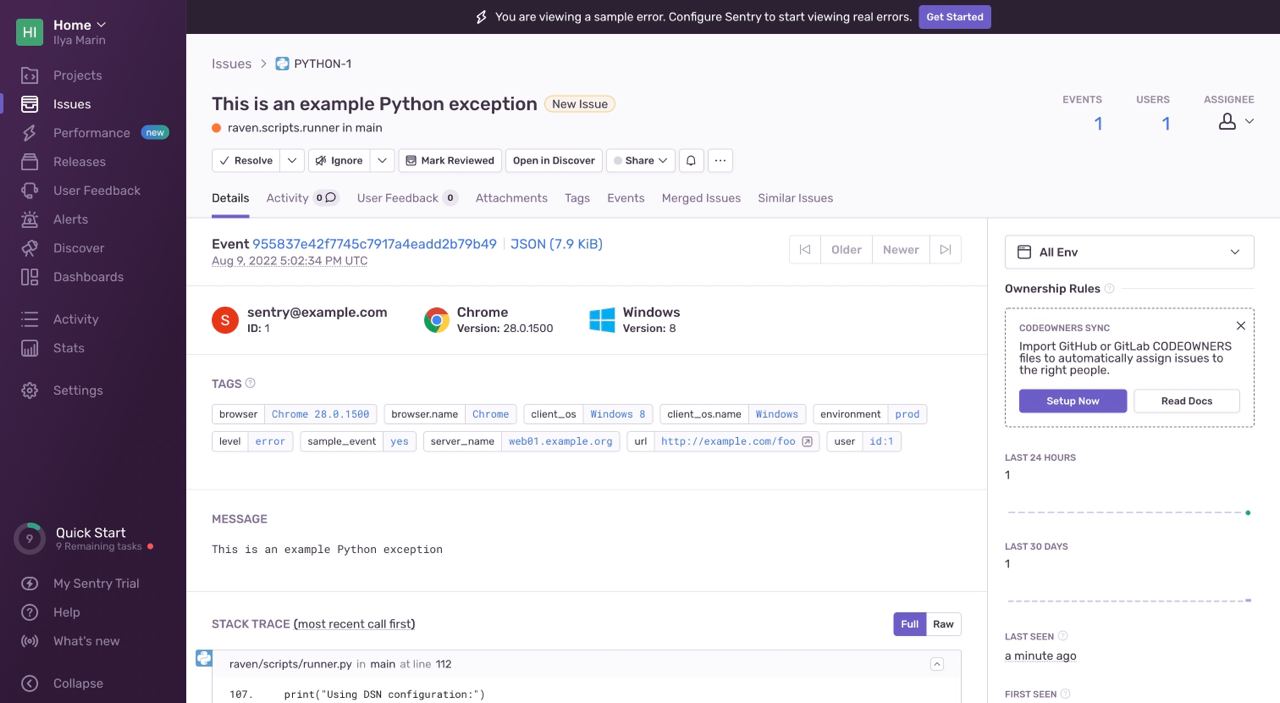 HI
Home
Ilya Marin
Projects
Issues
Performance new
Releases
User Feedback
Alerts
Discover
Dashboards
Activity
Stats
Settings
9
Quick Start
9 Remaining tasks
My Sentry Trial
Help
What's new
Collapse
You are viewing a sample error. Configure Sentry to start viewing real errors. Get Started
Issues > PYTHON-1
This is an example Python exception New Issue
raven.scripts.runner in main
EVENTS USERS ASSIGNEE
1 1
Resolve Ignore Mark Reviewed Open in Discover Share
Details Activity 0 User Feedback 0 Attachments Tags Events Merged Issues Similar Issues
Event 955837e42f7745c7917a4eadd2b79b49 | JSON (7.9 KiB)
Aug 9, 2022 5:02:34 PM UTC
Older Newer
S
sentry@example.com
ID: 1
Chrome
Version: 28.0.1500
Windows
Version: 8
TAGS ?
browser Chrome 28.0.1500 browser.name Chrome client_os Windows 8 client_os.name Windows environment prod
level error sample_event yes server_name web01.example.org url http://example.com/foo user id:1
MESSAGE
This is an example Python exception
STACK TRACE (most recent call first)
Full Raw
raven/scripts/runner.py in main at line 112
107. print("Using DSN configuration:")
All Env
Ownership Rules ?
CODEOWNERS SYNC
Import GitHub or GitLab CODEOWNERS
files to automatically assign issues to
the right people.
Setup Now Read Docs
LAST 24 HOURS
1
LAST 30 DAYS
1
LAST SEEN ?
a minute ago
FIRST SEEN ?